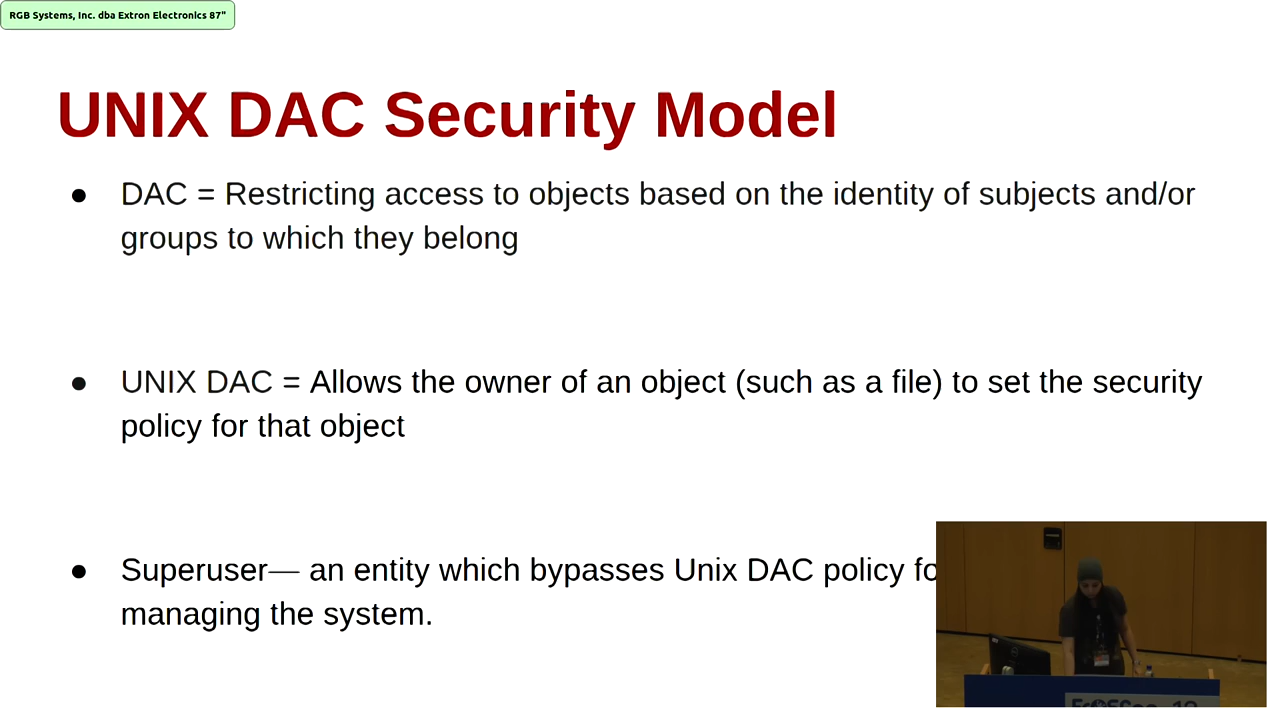 RGB Systems, Inc. dba Extron Electronics 87"
UNIX DAC Security Model
● DAC = Restricting access to objects based on the identity of subjects and/or
groups to which they belong
● UNIX DAC = Allows the owner of an object (such as a file) to set the security
policy for that object
● Superuser— an entity which bypasses Unix DAC policy fo
managing the system.